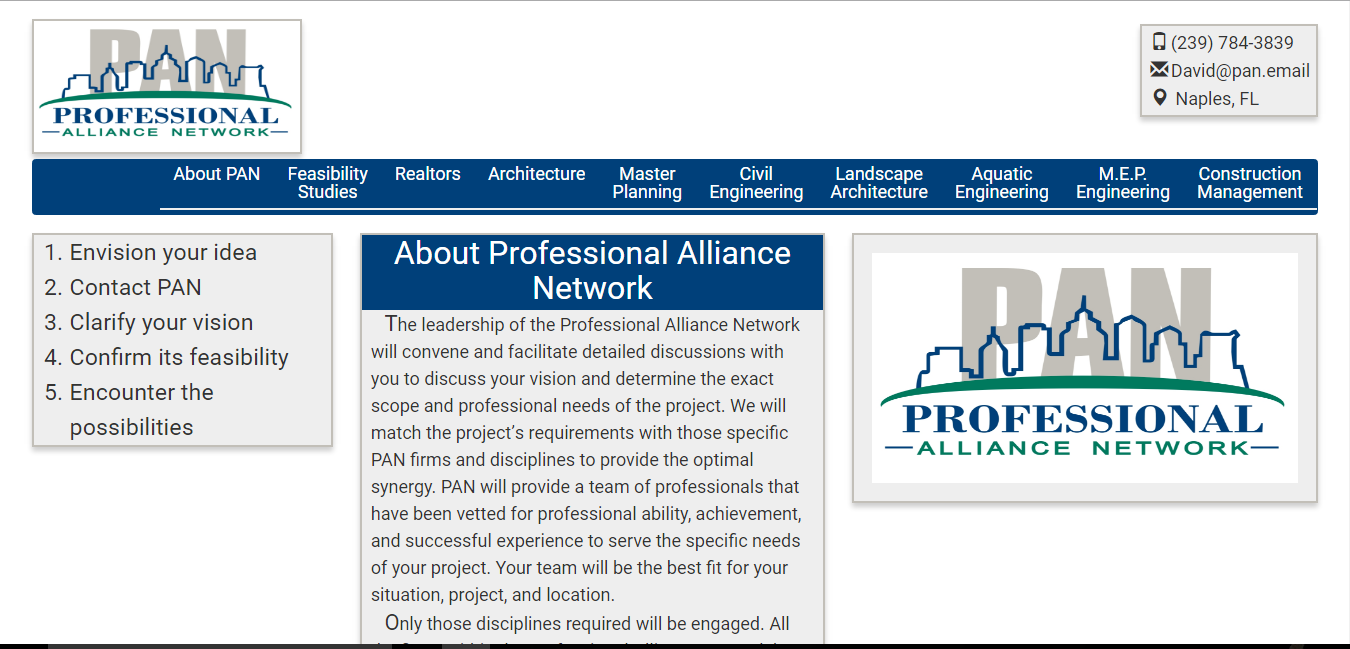 PAN
PROFESSIONAL
ALLIANCE NETWORK
(239) 784-3839
David@pan.email
Naples, FL
About PAN
Feasibility
Studies
Realtors
Architecture
Master
Planning
Civil
Engineering
Landscape
Architecture
Aquatic
Engineering
M.E.P.
Engineering
Construction
Management
1. Envision your idea
2. Contact PAN
3. Clarify your vision
4. Confirm its feasibility
5. Encounter the
possibilities
About Professional Alliance
Network
The leadership of the Professional Alliance Network
will convene and facilitate detailed discussions with
you to discuss your vision and determine the exact
scope and professional needs of the project. We will
match the project’s requirements with those specific
PAN firms and disciplines to provide the optimal
synergy. PAN will provide a team of professionals that
have been vetted for professional ability, achievement,
and successful experience to serve the specific needs
of your project. Your team will be the best fit for your
situation, project, and location.
Only those disciplines required will be engaged. All
PAN
PROFESSIONAL
ALLIANCE NETWORK